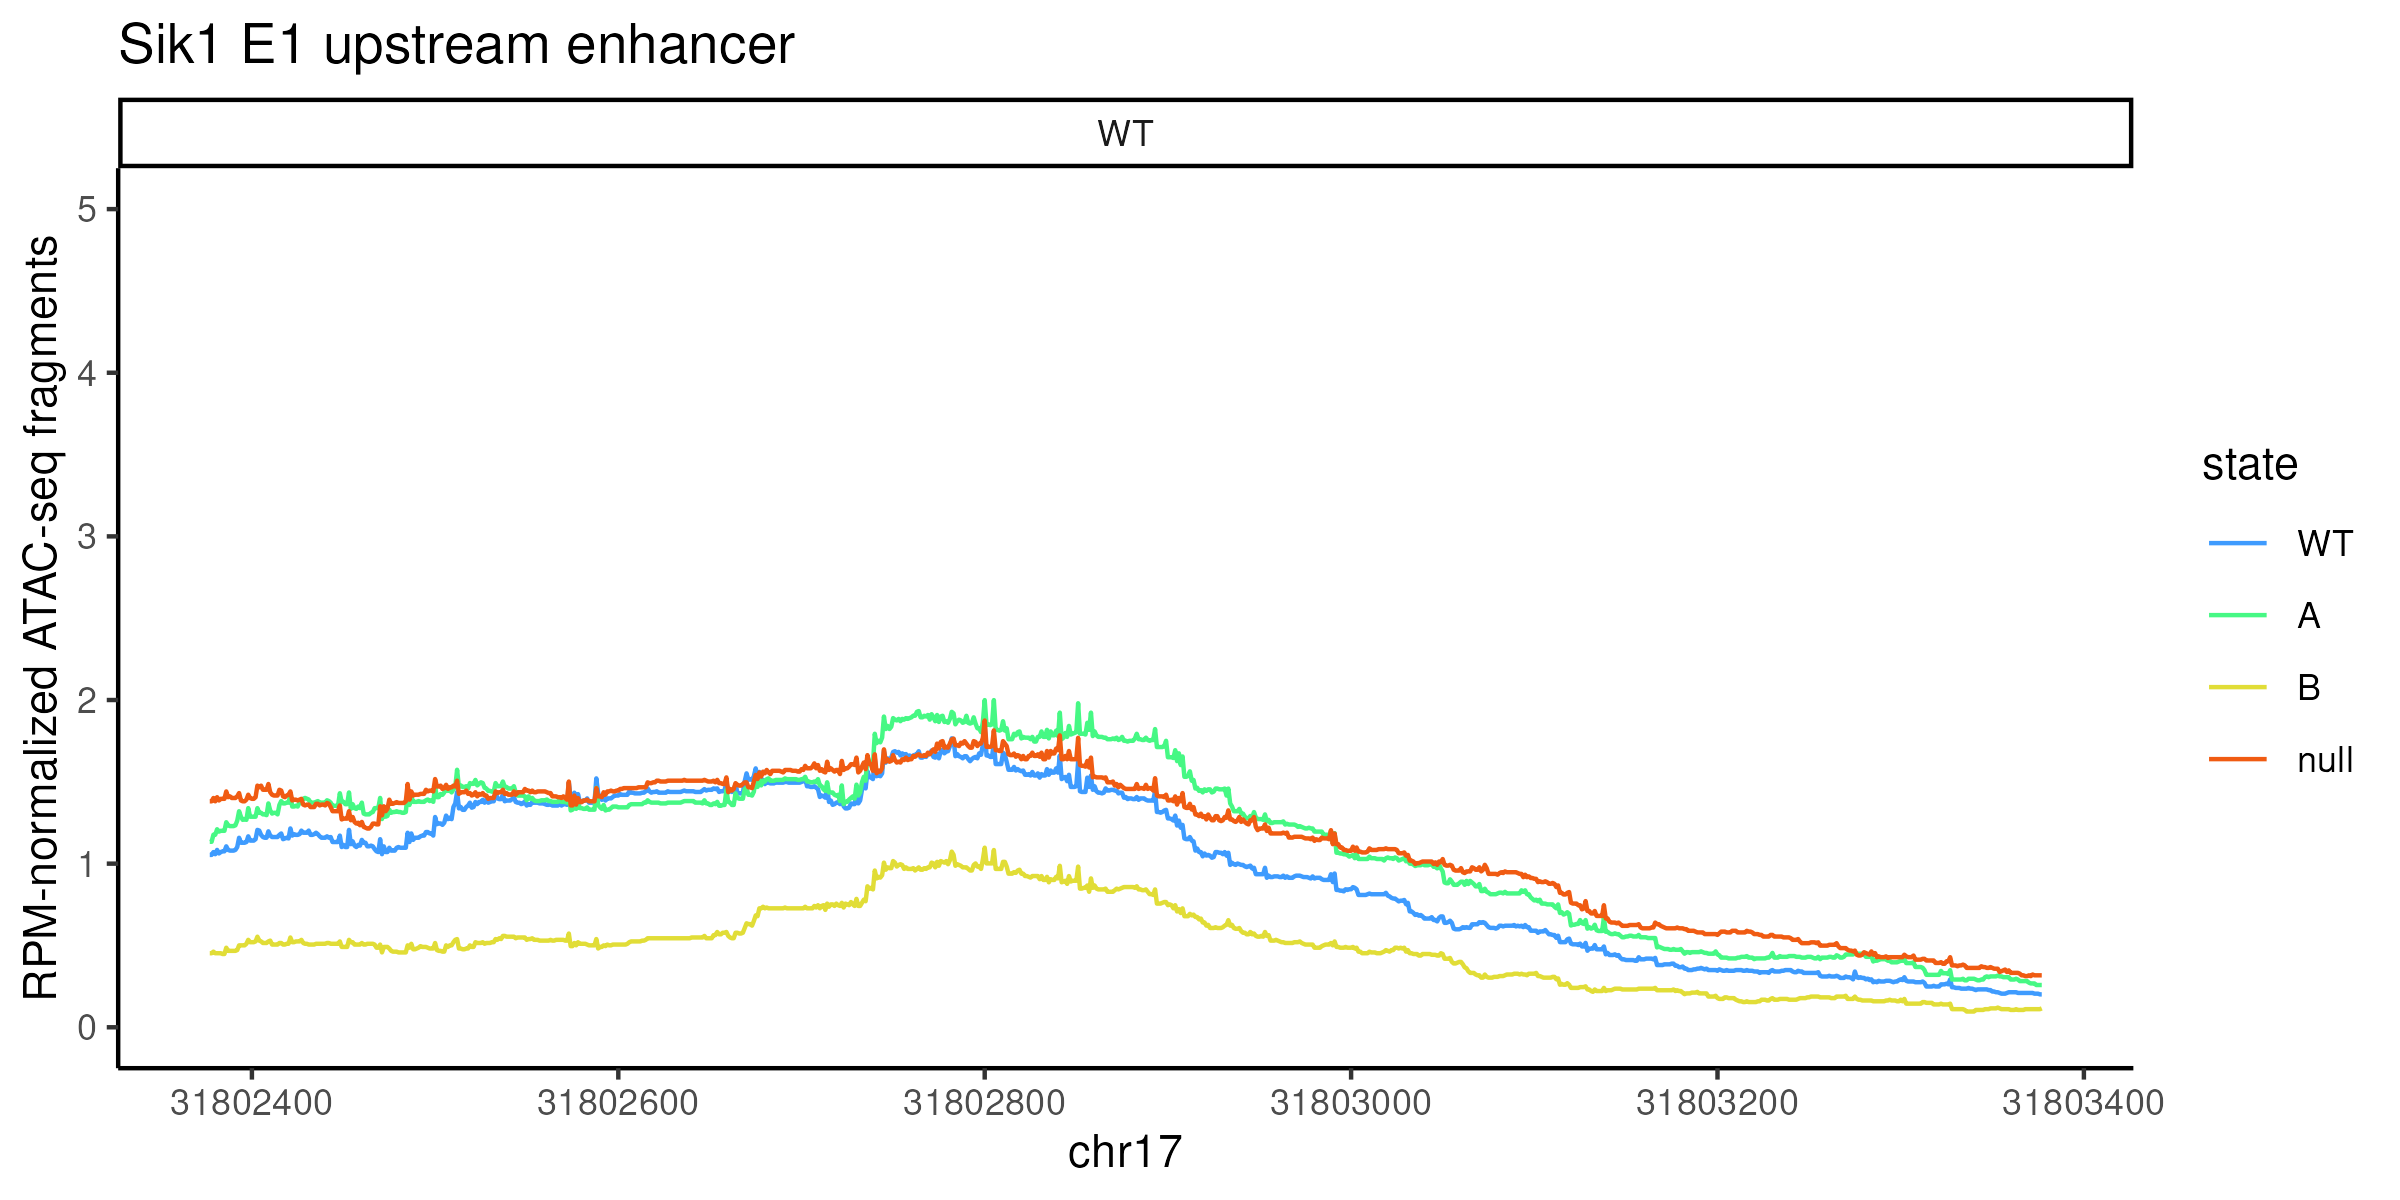 Sik1 E1 upstream enhancer
WT
RPM-normalized ATAC-seq fragments
5
4
3
2
1
0
31802400 31802600 31802800 31803000 31803200 31803400
chr17
state
WT
A
B
null